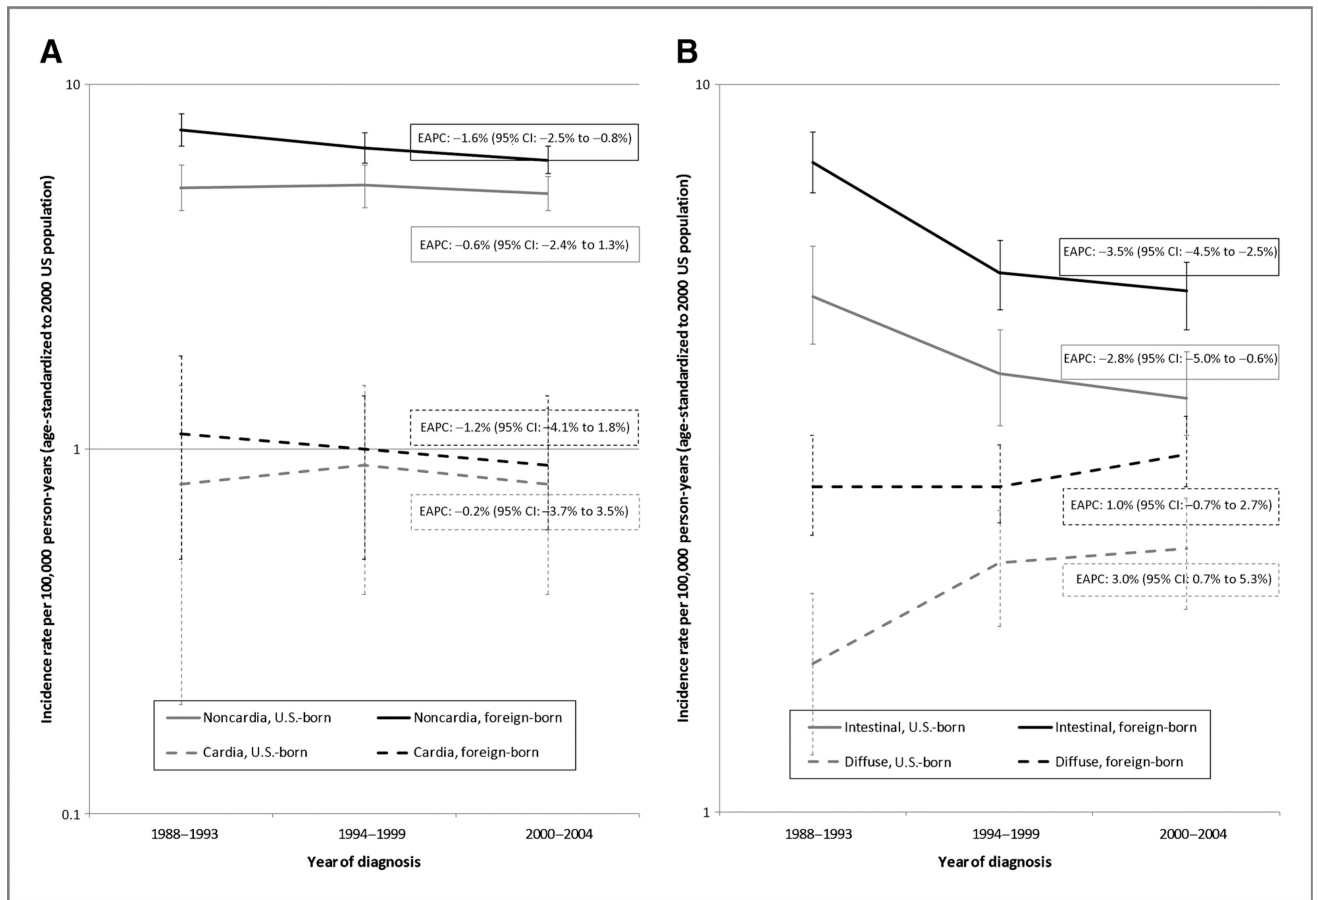 A
Incidence rate per 100,000 person-years (age-standardized to 2000 US population)
10
1
0.1
EAPC: −1.6% (95% CI: −2.5% to −0.8%)
EAPC: −0.6% (95% CI: −2.4% to 1.3%)
EAPC: −1.2% (95% CI: −4.1% to 1.8%)
EAPC: −0.2% (95% CI: −3.7% to 3.5%)
Noncardia, U.S.-born
Noncardia, foreign-born
Cardia, U.S.-born
Cardia, foreign-born
1988–1993
1994–1999
2000–2004
Year of diagnosis
B
Incidence rate per 100,000 person-years (age-standardized to 2000 US population)
10
1
EAPC: −3.5% (95% CI: −4.5% to −2.5%)
EAPC: −2.8% (95% CI: −5.0% to −0.6%)
EAPC: 1.0% (95% CI: −0.7% to 2.7%)
EAPC: 3.0% (95% CI: 0.7% to 5.3%)
Intestinal, U.S.-born
Intestinal, foreign-born
Diffuse, U.S.-born
Diffuse, foreign-born
1988–1993
1994–1999
2000–2004
Year of diagnosis